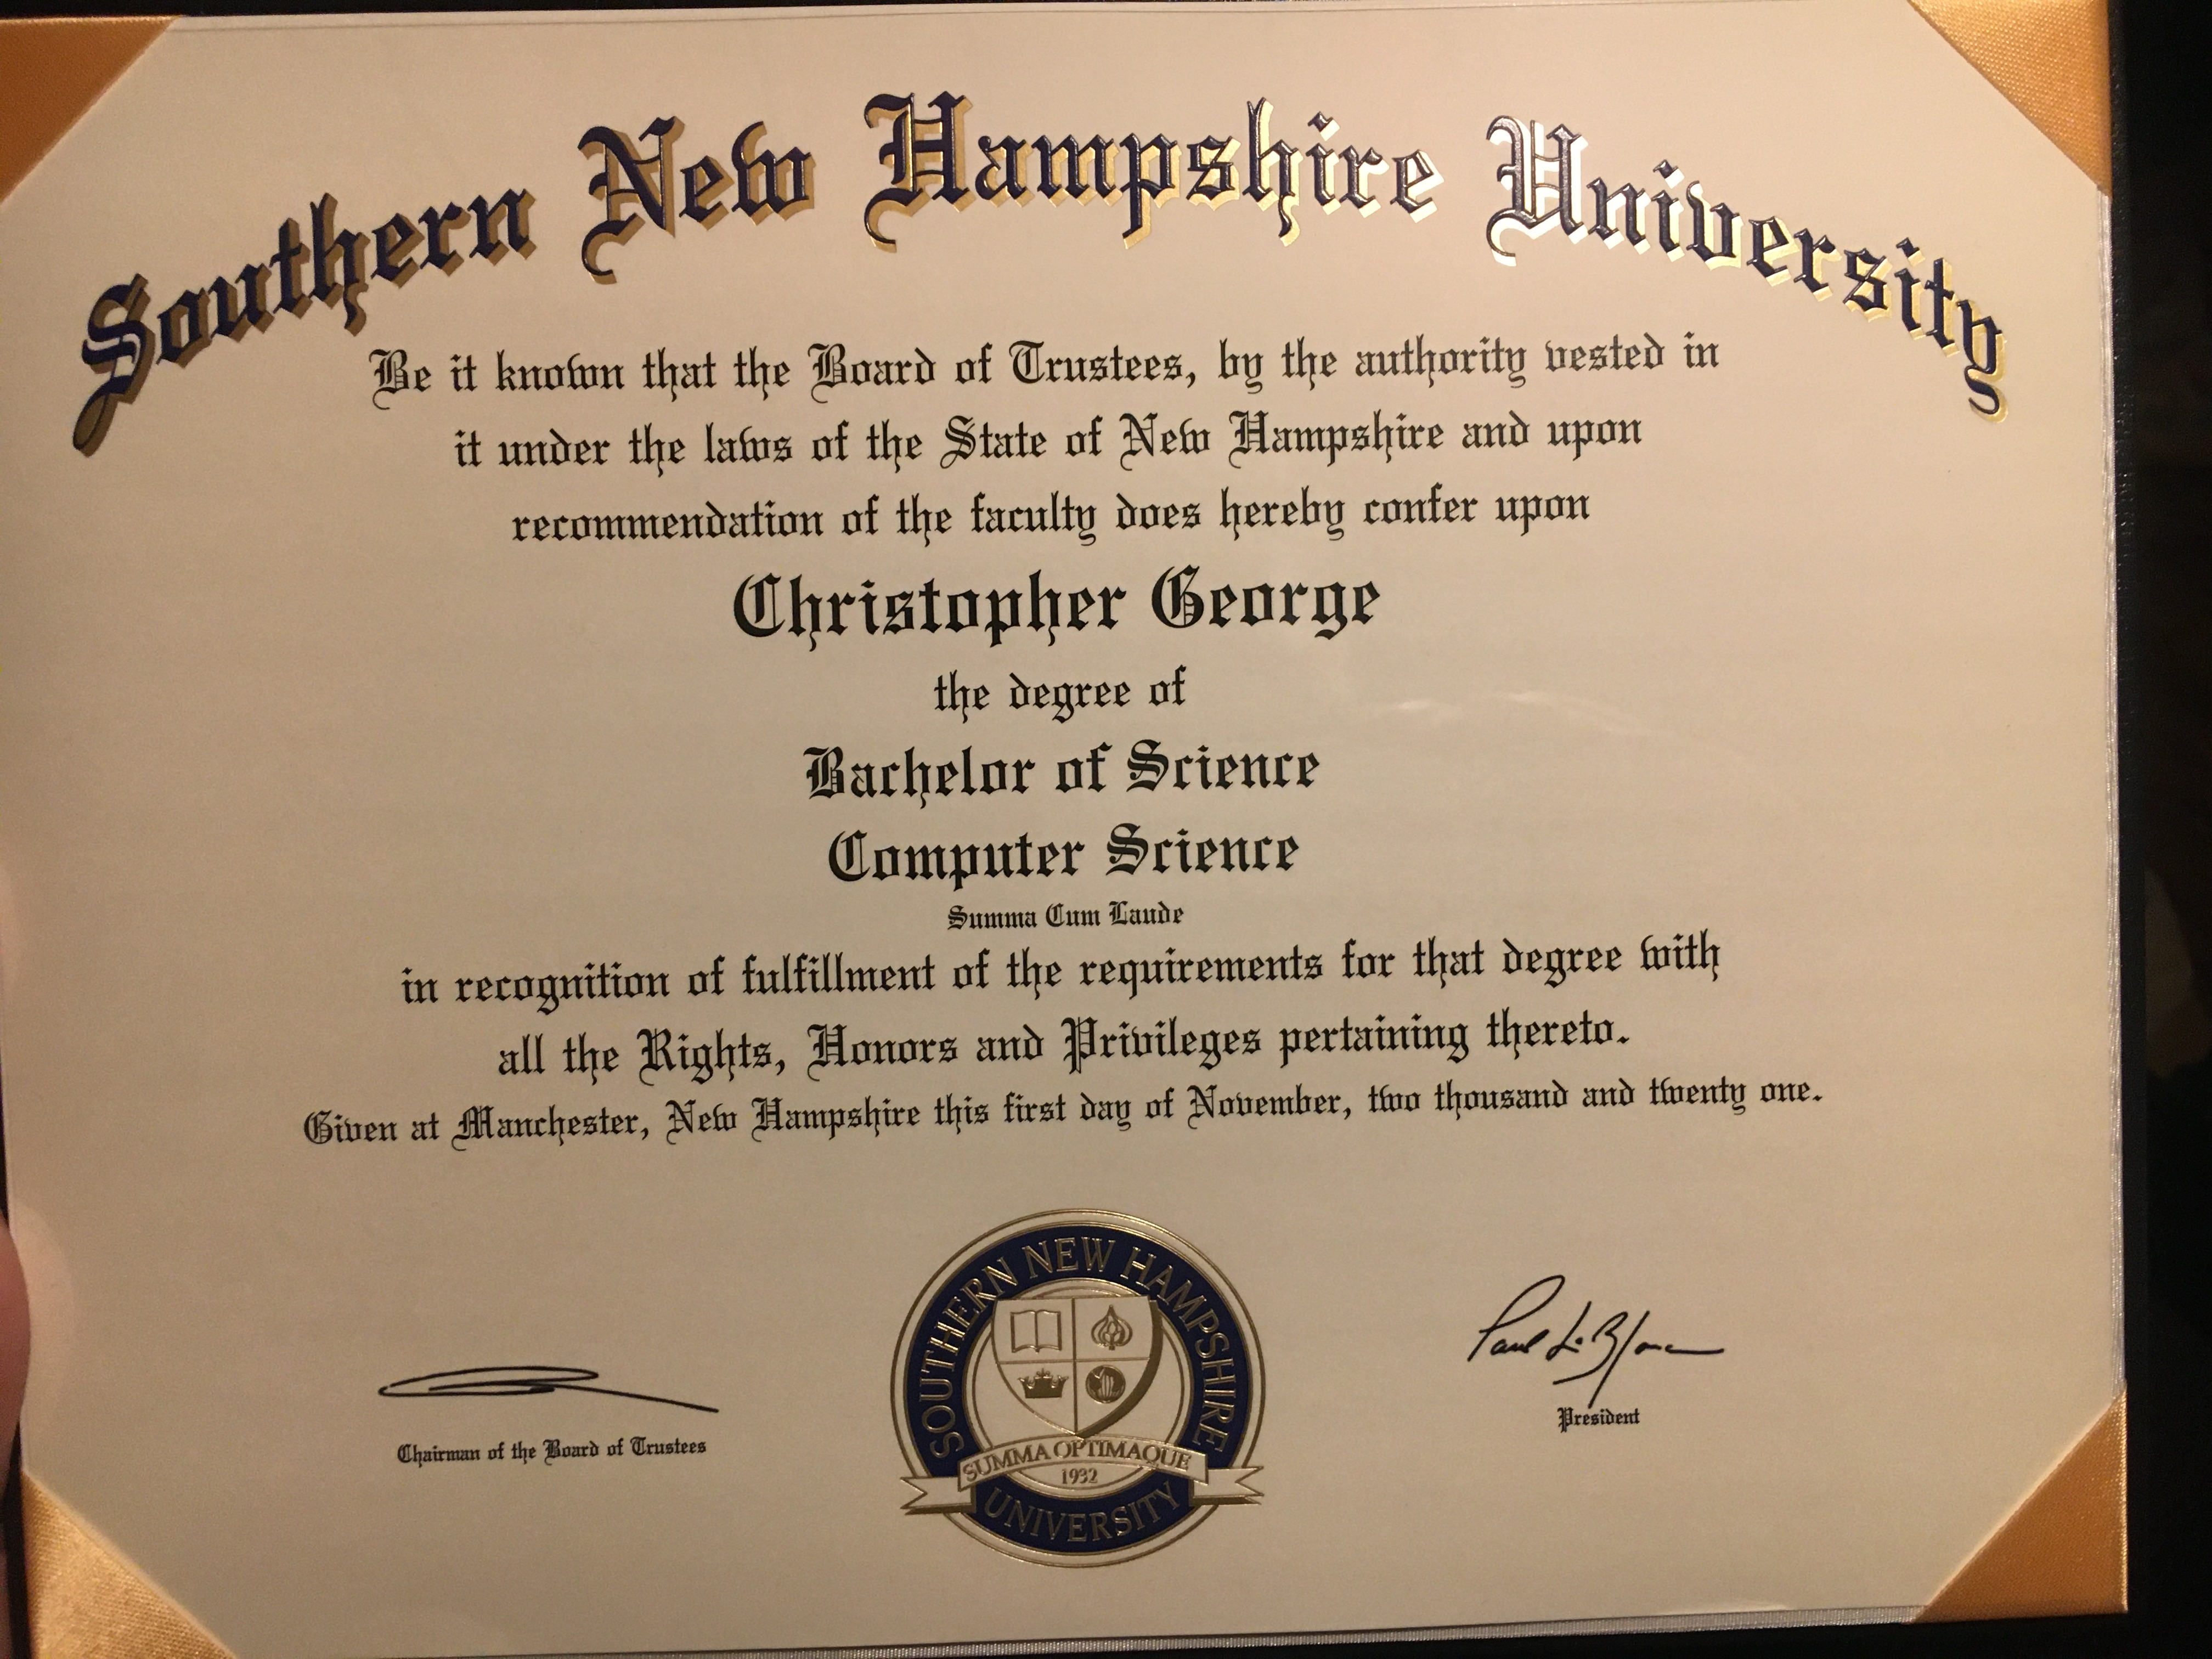 Southern New Hampshire University
Be it known that the Board of Trustees, by the authority vested in
it under the laws of the State of New Hampshire and upon
recommendation of the faculty does hereby confer upon
Christopher George
the degree of
Bachelor of Science
Computer Science
Summa Cum Laude
in recognition of fulfillment of the requirements for that degree with
all the Rights, Honors and Privileges pertaining thereto.
Given at Manchester, New Hampshire this first day of November, two thousand and twenty one.
Chairman of the Board of Trustees
SOUTHERN NEW HAMPSHIRE
SUMMA OPTIMAQUE
1932
UNIVERSITY
Paul
President